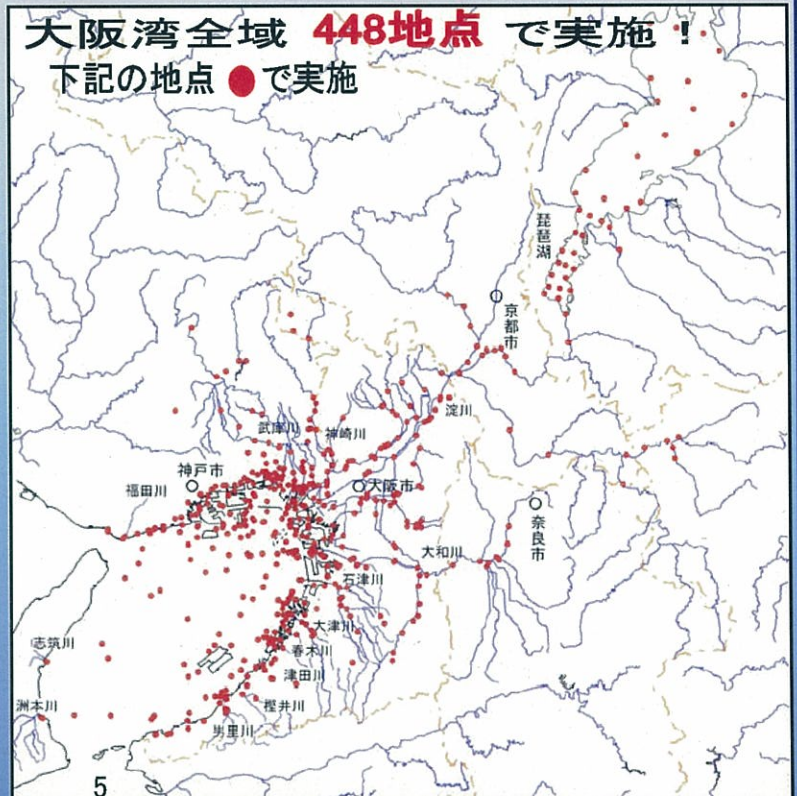 大阪湾全域 448地点 で実施！
下記の地点 ● で実施
琵琶湖
京都市
淀川
武庫川
神崎川
神戸市
福田川
大阪市
奈良市
大和川
石津川
大津川
志筑川
春木川
津田川
洲本川
樫井川
男里川
5